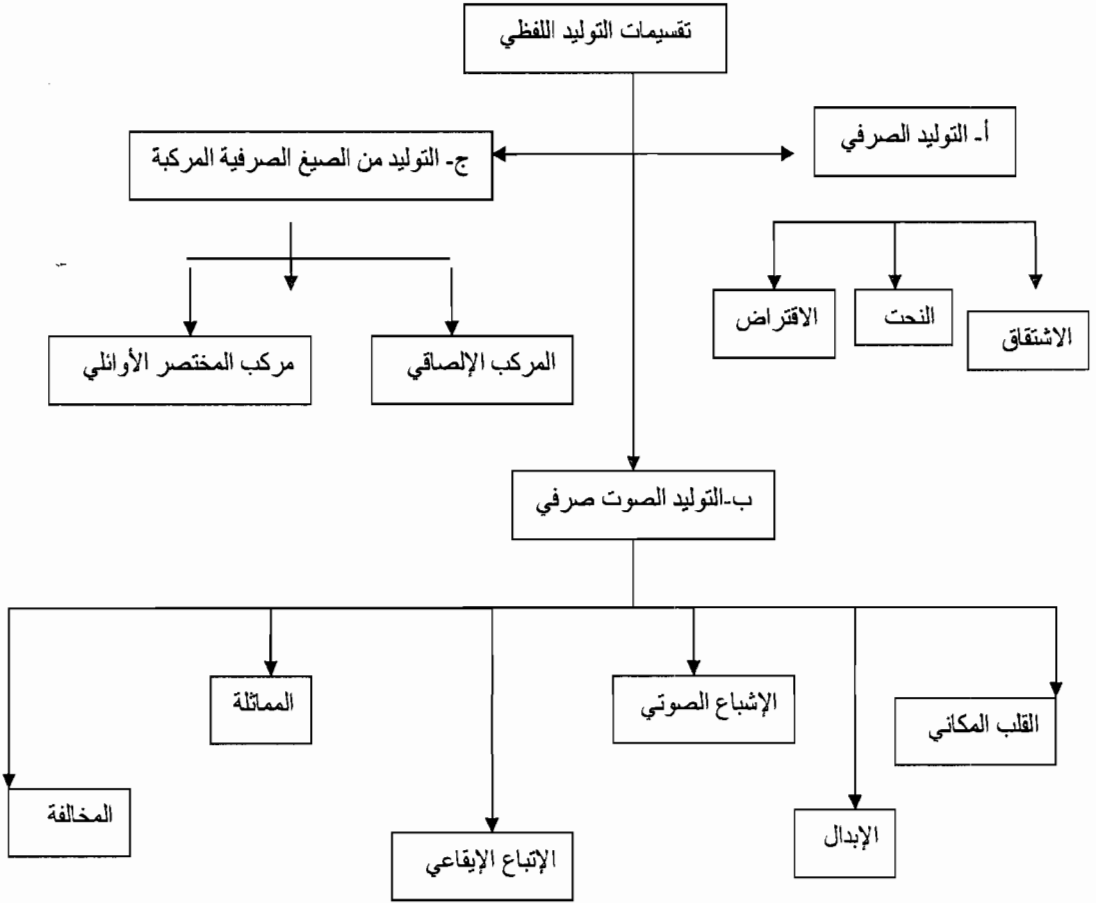 تقسيمات التوليد اللفظي
أ- التوليد الصرفي
ج- التوليد من الصيغ الصرفية المركبة
الاشتقاق
النحت
الاقتراض
المركب الإلصاقي
مركب المختصر الأوائلي
ب-التوليد الصوت صرفي
القلب المكاني
الإبدال
الإشباع الصوتي
الإتباع الإيقاعي
المماثلة
المخالفة